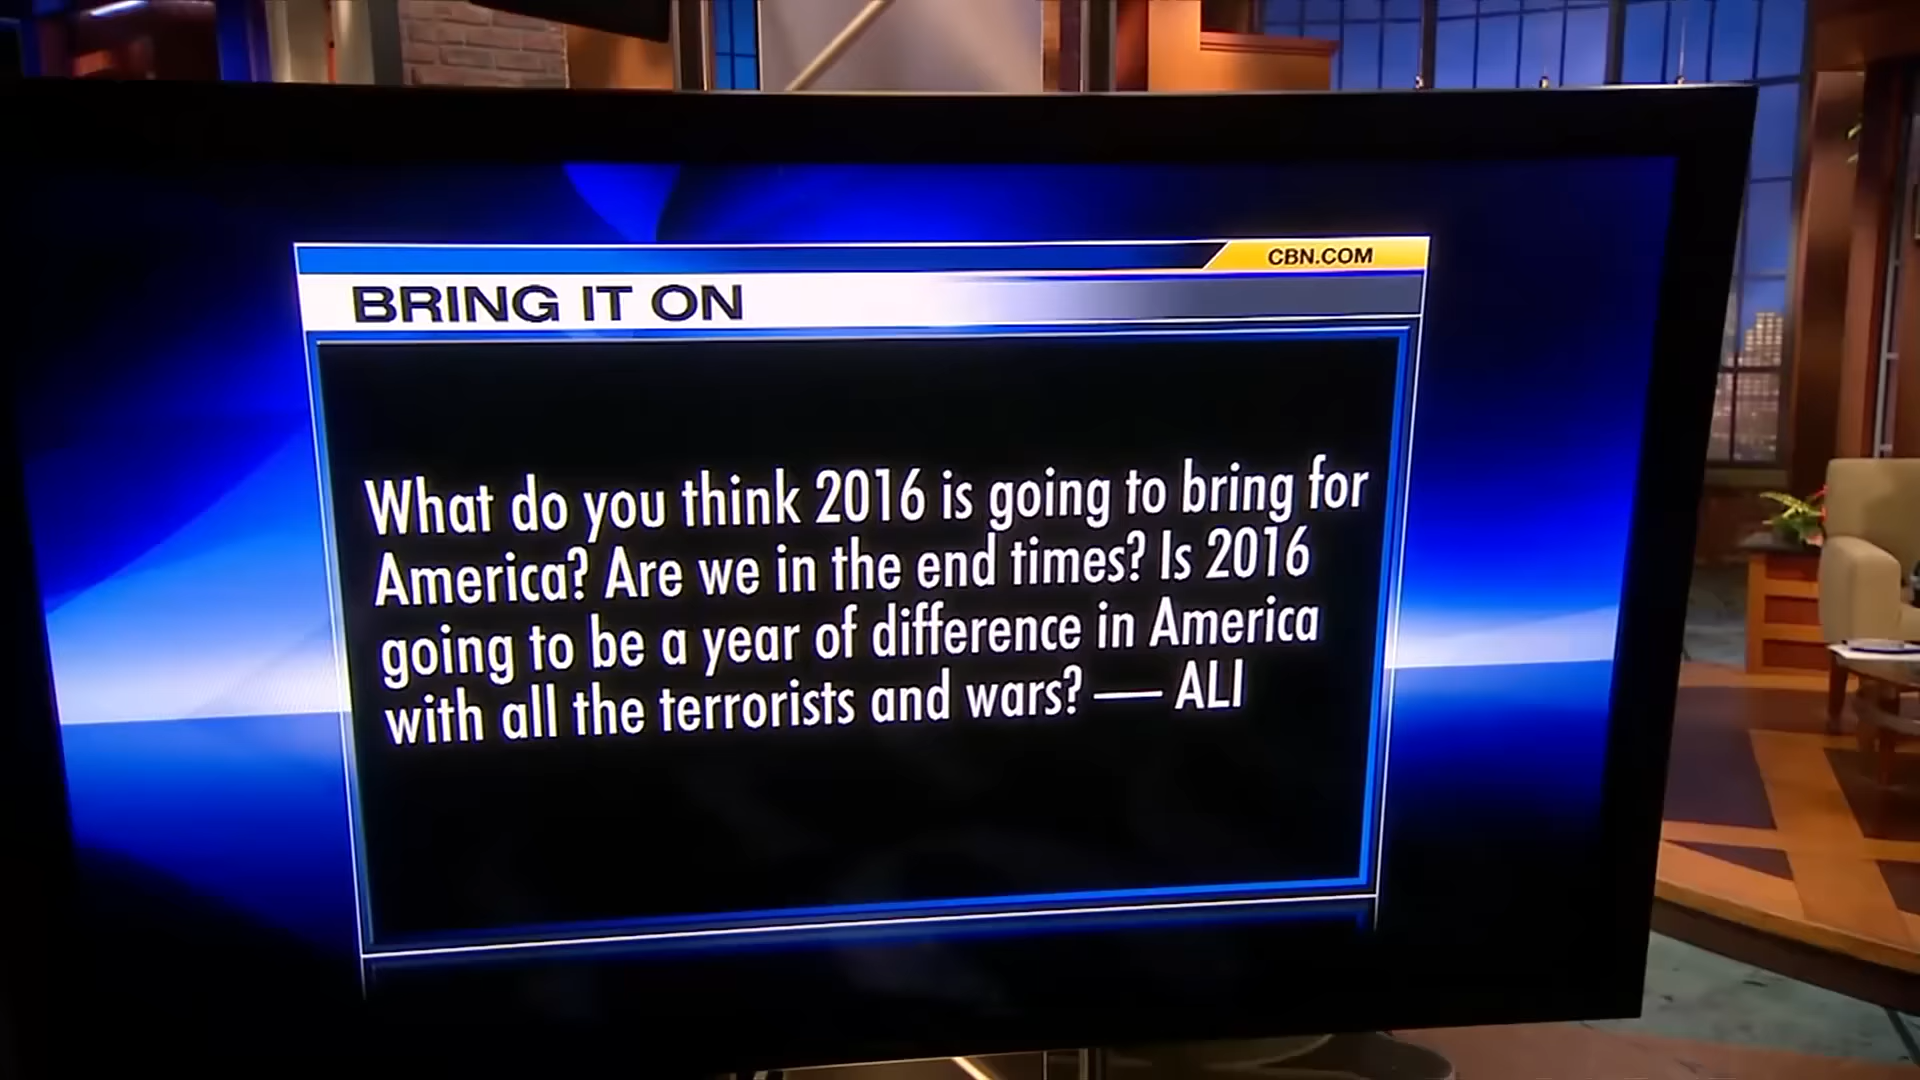 CBN.COM
BRING IT ON
What do you think 2016 is going to bring for
America? Are we in the end times? Is 2016
going to be a year of difference in America
with all the terrorists and wars? — ALI